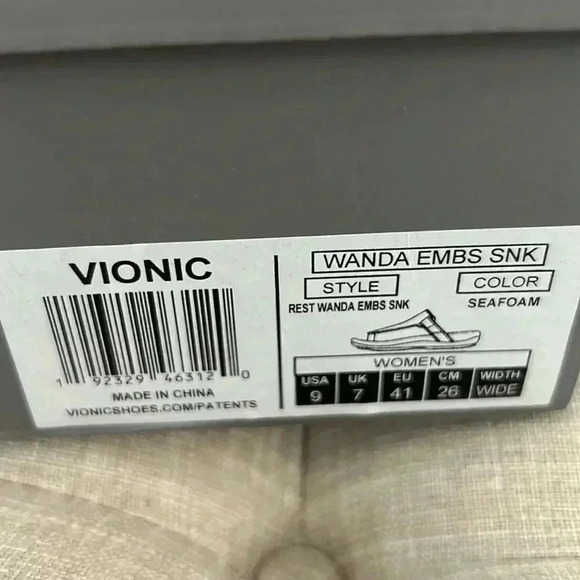 VIONIC
1 92329 46312 0
MADE IN CHINA
VIONICSHOES.COM/PATENTS
WANDA EMBS SNK
STYLE COLOR
REST WANDA EMBS SNK SEAFOAM
WOMEN'S
USA UK EU CM WIDTH
9 7 41 26 WIDE